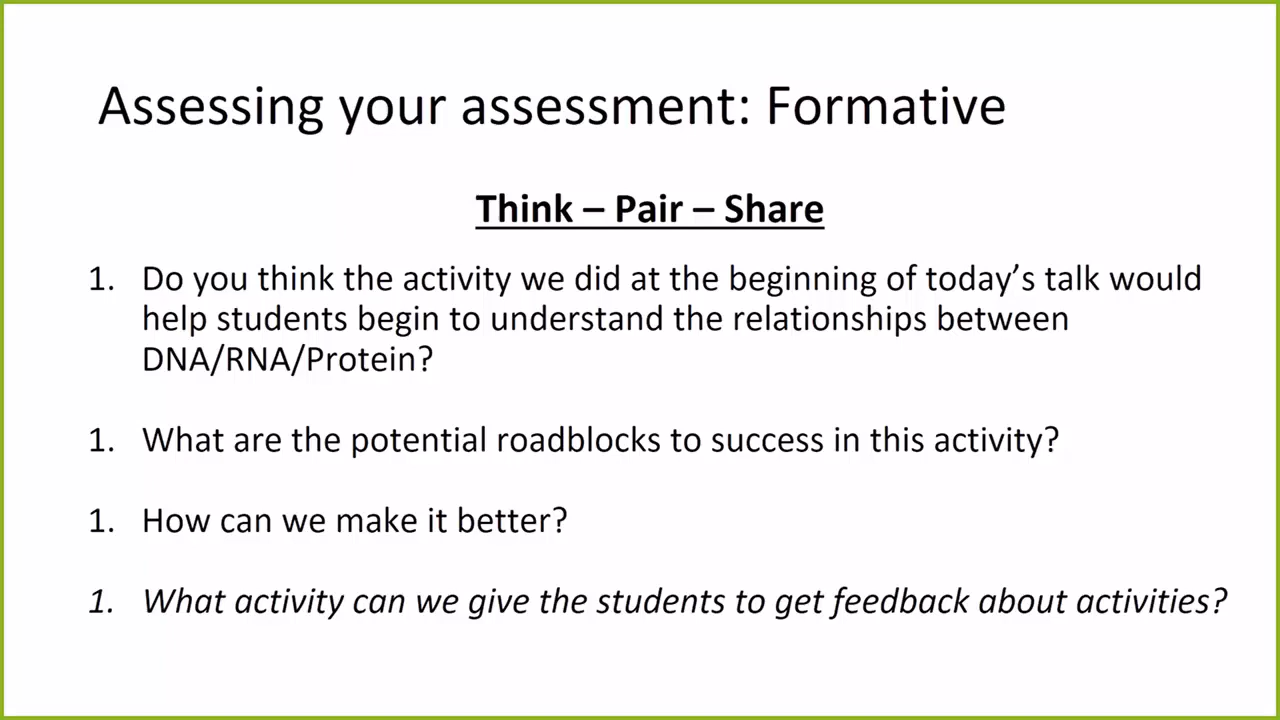 Assessing your assessment: Formative
Think – Pair – Share
1. Do you think the activity we did at the beginning of today’s talk would
help students begin to understand the relationships between
DNA/RNA/Protein?
1. What are the potential roadblocks to success in this activity?
1. How can we make it better?
1. What activity can we give the students to get feedback about activities?